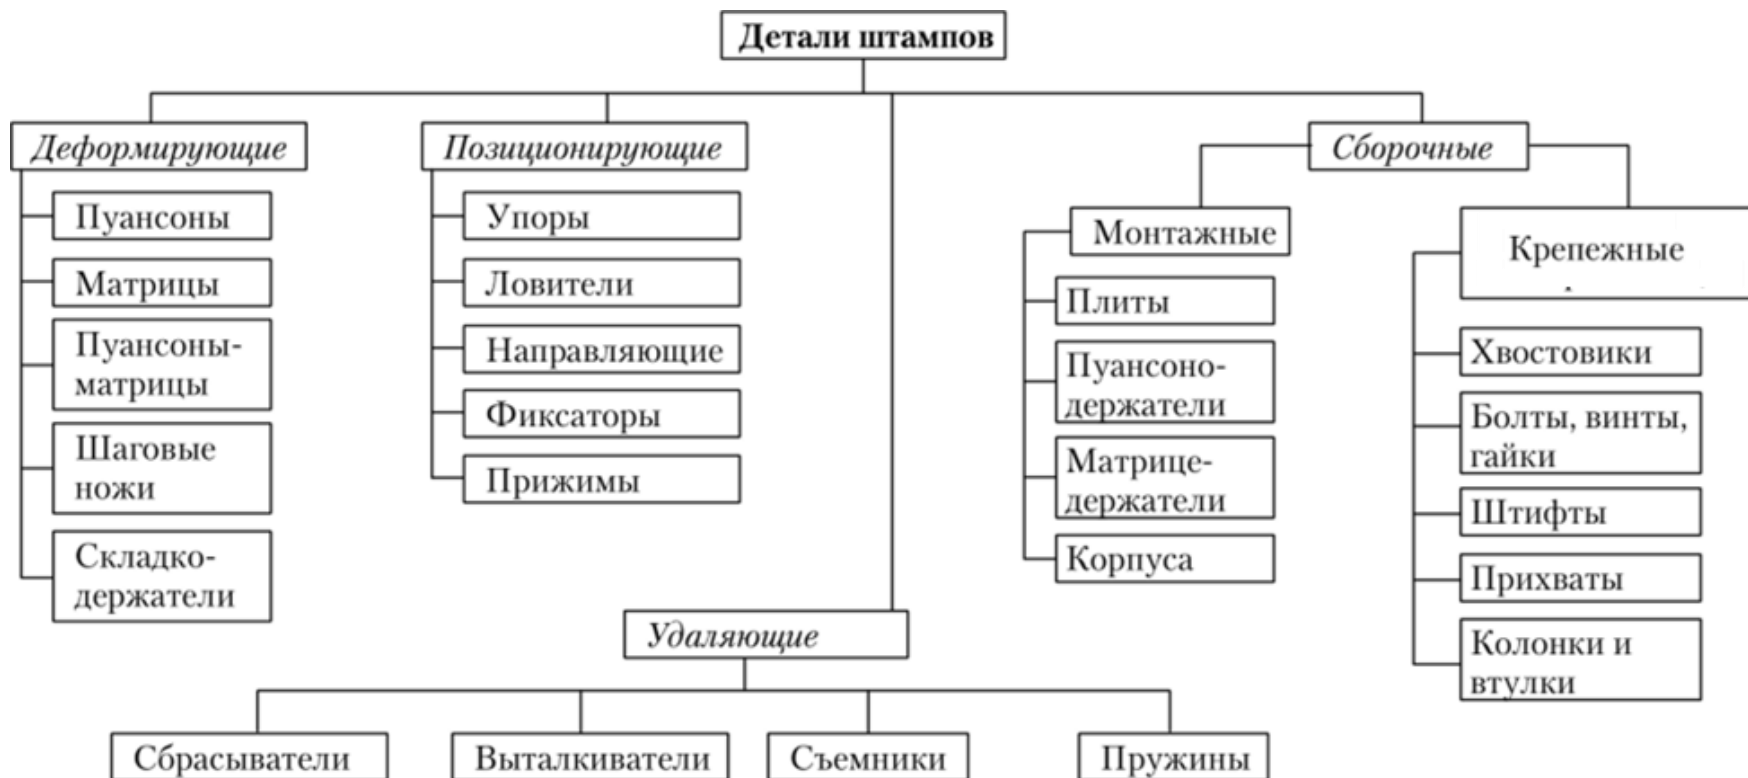 Детали штампов
Деформирующие
Пуансоны
Матрицы
Пуансоны-
матрицы
Шаговые
ножи
Складко-
держатели
Позиционирующие
Упоры
Ловители
Направляющие
Фиксаторы
Прижимы
Удаляющие
Сбрасыватели
Выталкиватели
Съемники
Пружины
Сборочные
Монтажные
Плиты
Пуансоно-
держатели
Матрице-
держатели
Корпуса
Крепежные
Хвостовики
Болты, винты,
гайки
Штифты
Прихваты
Колонки и
втулки